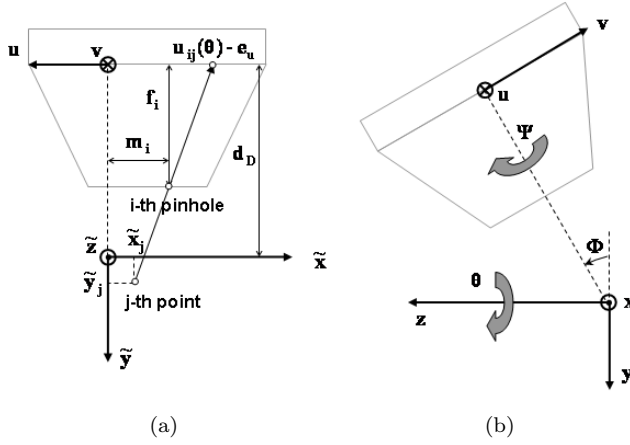 u
v
u_ij(θ) - e_u
f_i
m_i
d_D
i-th pinhole
z̃
x̃_j
x̃
ỹ_j
j-th point
ỹ
(a)
v
u
Ψ
Φ
θ
x
z
y
(b)